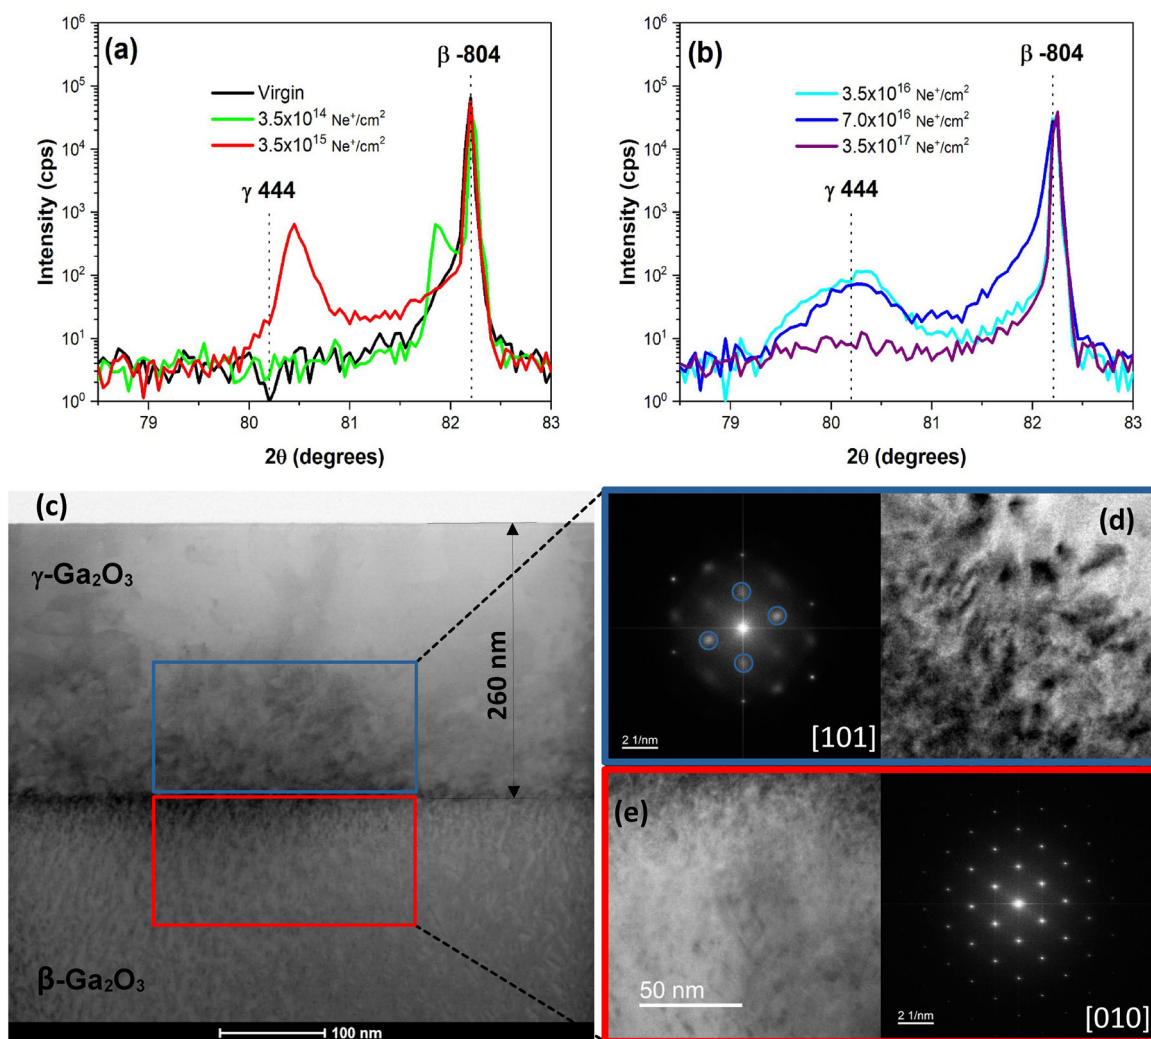 (a)
β -804
Virgin
3.5x10¹⁴ Ne⁺/cm²
3.5x10¹⁵ Ne⁺/cm²
γ 444
Intensity (cps)
10⁶
10⁵
10⁴
10³
10²
10¹
10⁰
79 80 81 82 83
2θ (degrees)
(b)
β -804
3.5x10¹⁶ Ne⁺/cm²
7.0x10¹⁶ Ne⁺/cm²
3.5x10¹⁷ Ne⁺/cm²
γ 444
Intensity (cps)
10⁶
10⁵
10⁴
10³
10²
10¹
10⁰
79 80 81 82 83
2θ (degrees)
(c)
γ-Ga₂O₃
260 nm
β-Ga₂O₃
100 nm
(d)
2 1/nm
[101]
(e)
50 nm
2 1/nm
[010]